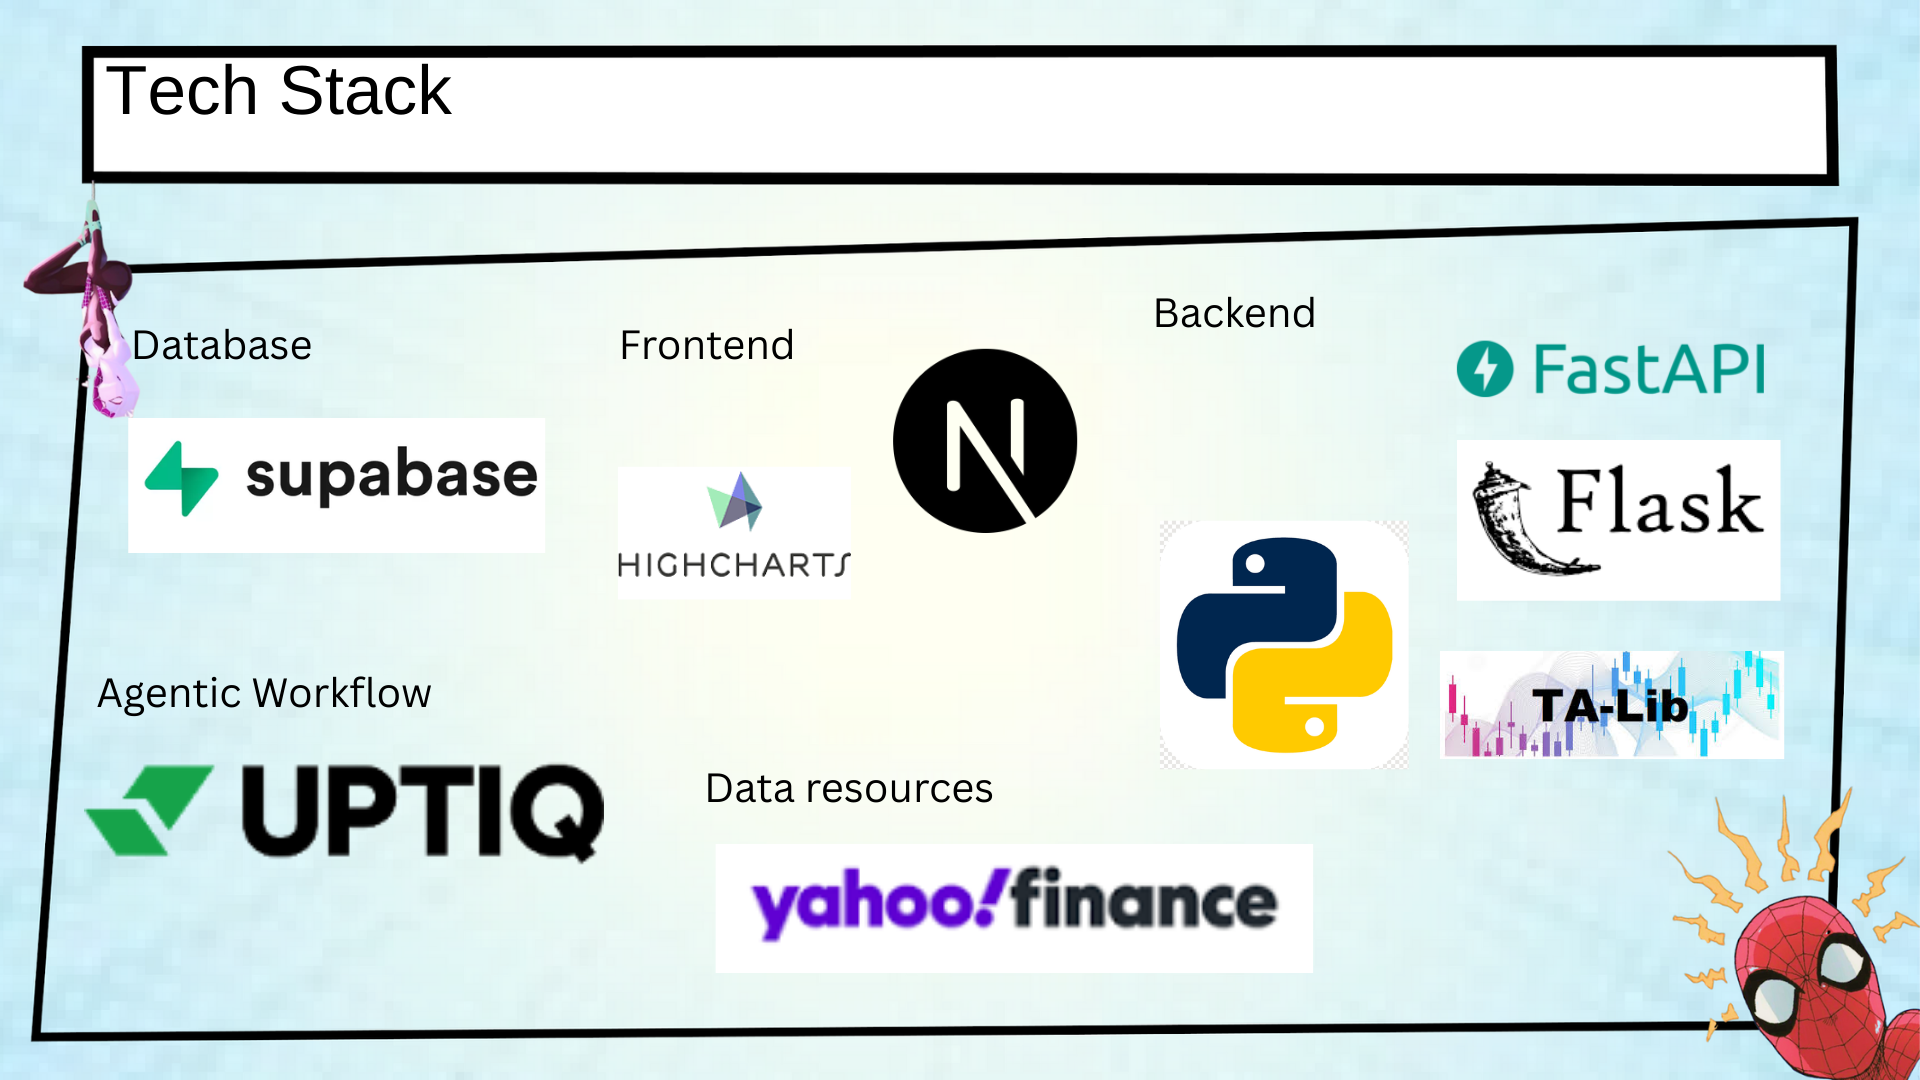 Tech Stack
Database
supabase
Frontend
HIGHCHARTS
N
Backend
FastAPI
Flask
TA-Lib
Agentic Workflow
UPTIQ
Data resources
yahoo!finance